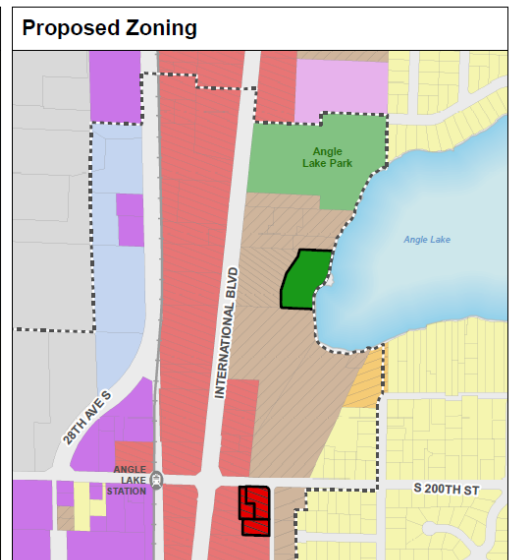 Proposed Zoning
Angle
Lake Park
Angle Lake
INTERNATIONAL BLVD
28TH AVE S
ANGLE
LAKE
STATION
S 200TH ST